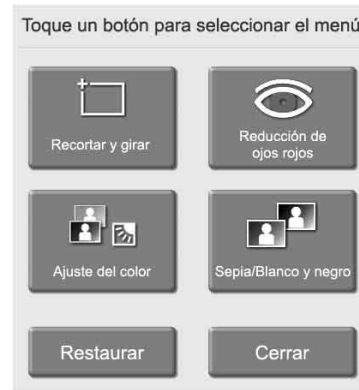 Toque un botón para seleccionar el menú
Recortar y girar
Reducción de
ojos rojos
Ajuste del color
Sepia/Blanco y negro
Restaurar
Cerrar